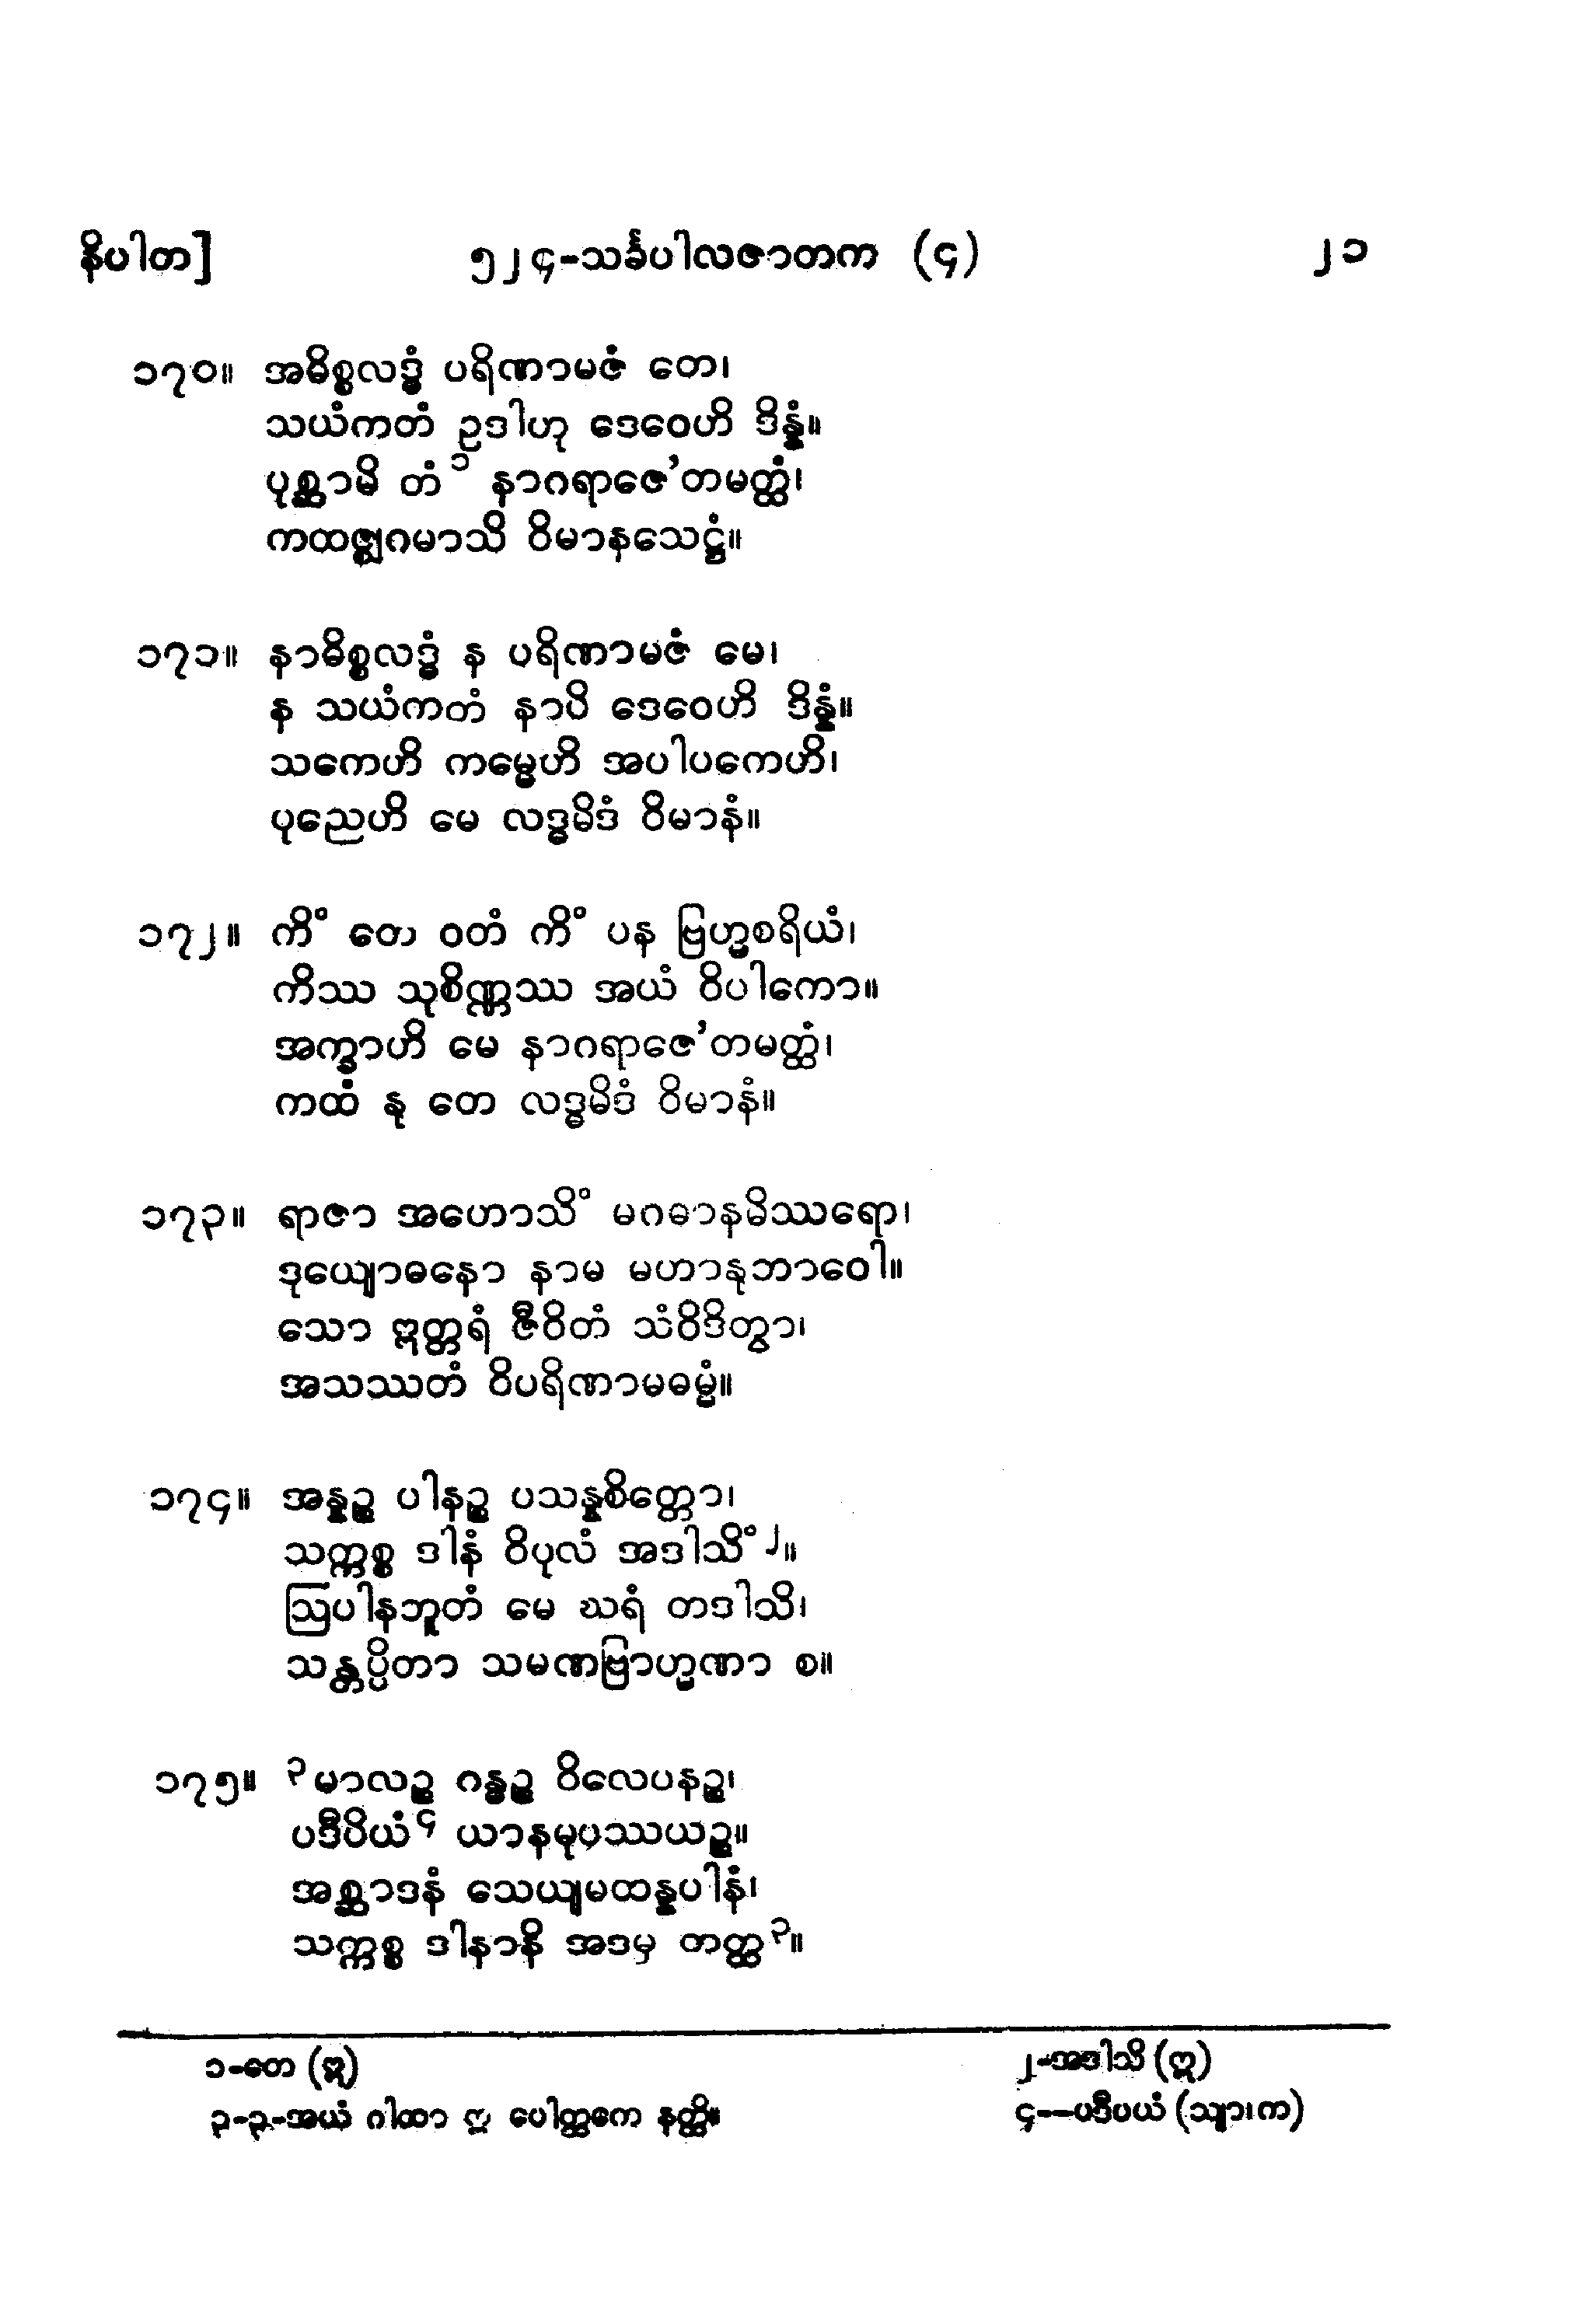 နိပါတ] ၅၂၄-သင်္ခပါလဇာတက (၄) ၂၁
၁၇၀။ အဓိစ္စလဒ္ဓံ ပရိဏာမဇံ တေ၊
သယံကတံ ဥဒါဟု ဒေဝေဟိ ဒိန္နံ။
ပုစ္ဆာမိ တံ၁ နာဂရာဇေ'တမတ္ထံ၊
ကထဇ္ဈဂမာသိ ဝိမာနသေဋ္ဌံ။
၁၇၁။ နာဓိစ္စလဒ္ဓံ န ပရိဏာမဇံ မေ၊
န သယံကတံ နာပိ ဒေဝေဟိ ဒိန္နံ။
သကေဟိ ကမ္မေဟိ အပါပကေဟိ၊
ပုညေဟိ မေ လဒ္ဓမိဒံ ဝိမာနံ။
၁၇၂။ ကိံ တေ ဝတံ ကိံ ပန ဗြဟ္မစရိယံ၊
ကိဿ သုစိဏ္ဏဿ အယံ ဝိပါကော။
အက္ခာဟိ မေ နာဂရာဇေ'တမတ္ထံ၊
ကထံ နု တေ လဒ္ဓမိဒံ ဝိမာနံ။
၁၇၃။ ရာဇာ အဟောသိံ မဂဓာနမိဿရော၊
ဒုယျောဓနော နာမ မဟာနုဘာဝေါ။
သော ဣတ္တရံ ဇီဝိတံ သံဝိဒိတွာ၊
အသဿတံ ဝိပရိဏာမဓမ္မံ။
၁၇၄။ အန္နဉ္စ ပါနဉ္စ ပသန္နစိတ္တော၊
သက္ကစ္စ ဒါနံ ဝိပုလံ အဒါသိံ၂။
ဩပါနဘူတံ မေ ဃရံ တဒါသိ၊
သန္တပ္ပိတာ သမဏဗြာဟ္မဏာ စ။
၁၇၅။ ၃မာလဉ္စ ဂန္ဓဉ္စ ဝိလေပနဉ္စ၊
ပဒီပိယံ၄ ယာနမုပဿယဉ္စ။
အစ္ဆာဒနံ သေယျမထန္နပါနံ၊
သက္ကစ္စ ဒါနာနိ အဒမှ တတ္ထ၃။
၁-တေ (ဣ) ၂-အဒါသိ (ဣ)
၃-၃-အယံ ဂါထာ ဣ ပေါတ္ထကေ နတ္ထိ။ ၄--ပဒီပယံ (သျာ၊က)